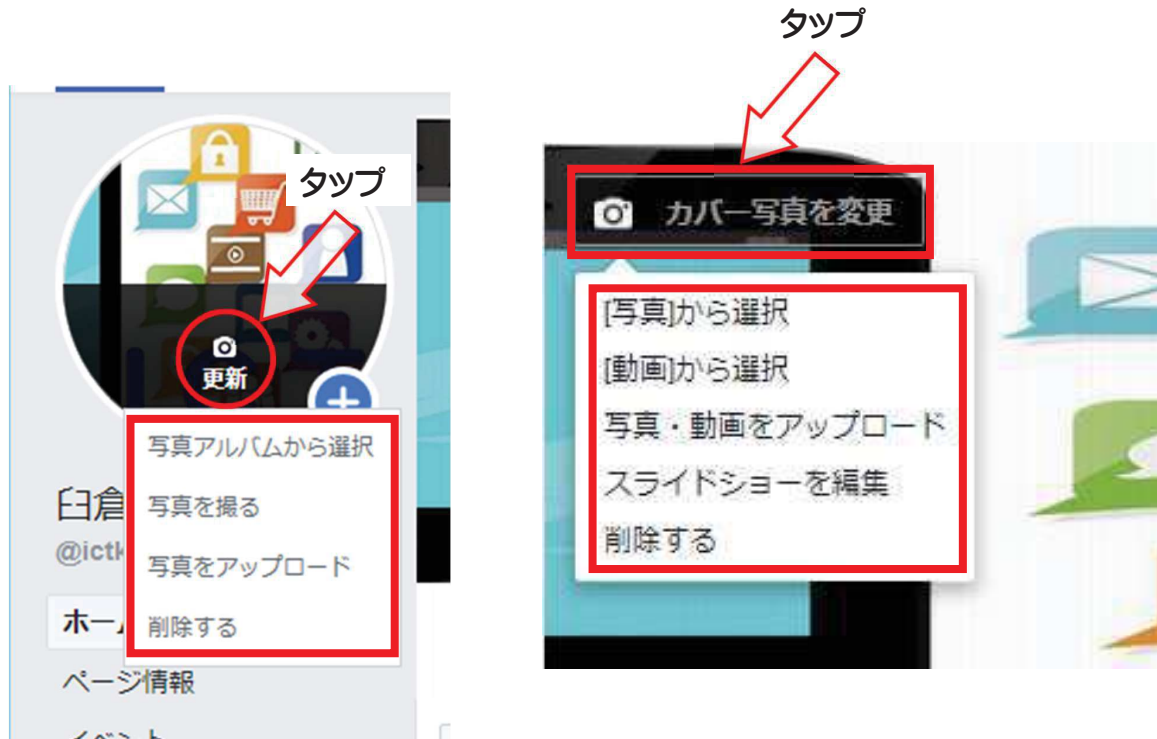 タップ
更新
写真アルバムから選択
写真を撮る
写真をアップロード
削除する
臼倉
@ictk
ホーム
ページ情報
イベント
タップ
カバー写真を変更
[写真]から選択
[動画]から選択
写真・動画をアップロード
スライドショーを編集
削除する